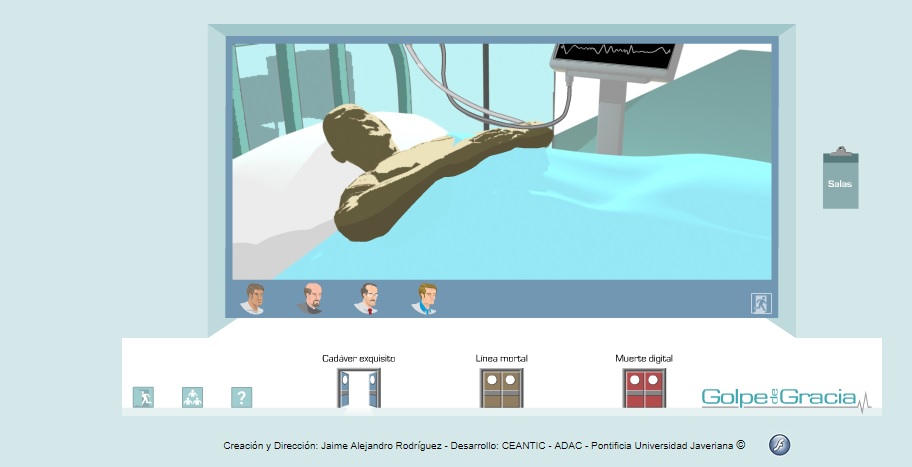 Salas
Cadáver exquisito
Línea mortal
Muerte digital
?
Golpe de Gracia
Creación y Dirección: Jaime Alejandro Rodríguez - Desarrollo: CEANTIC - ADAC - Pontificia Universidad Javeriana ©